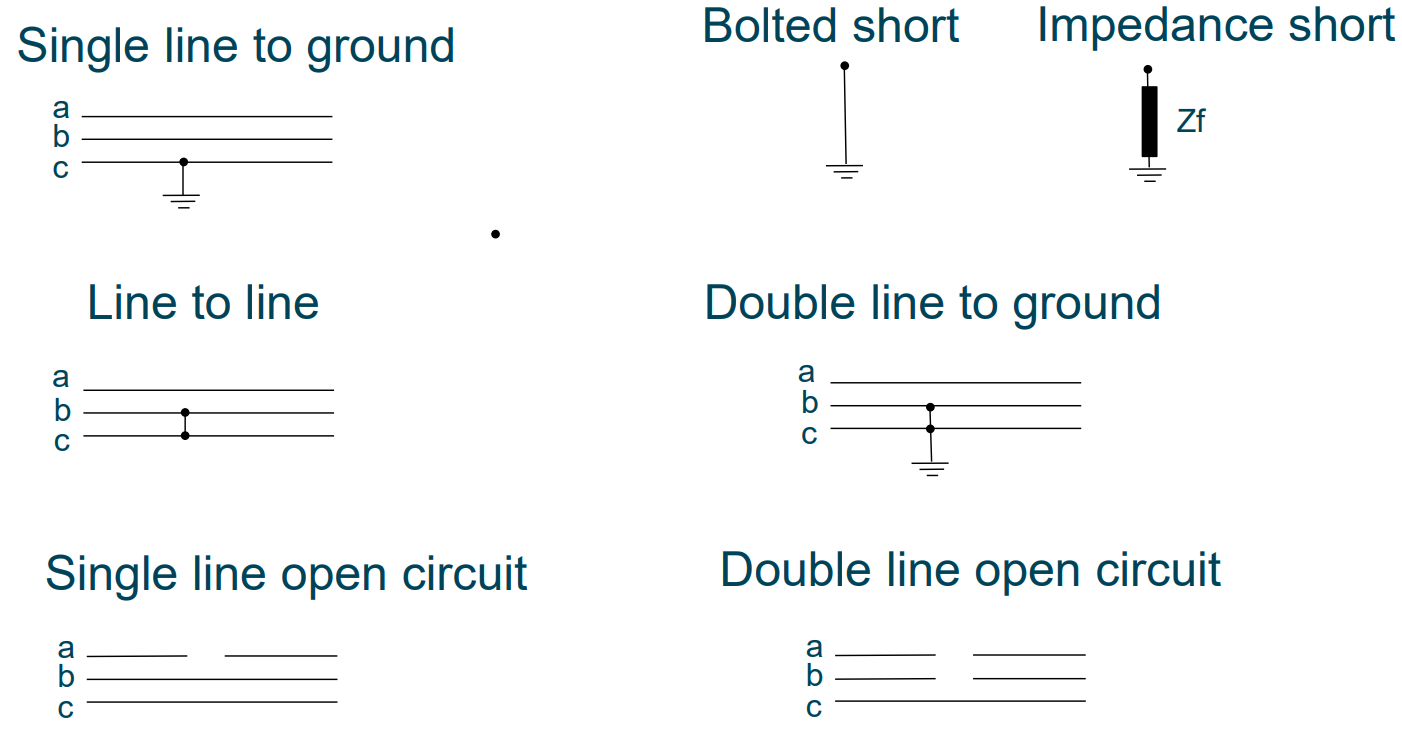 Single line to ground
a
b
c
Bolted short
Impedance short
Zf
Line to line
a
b
c
Double line to ground
a
b
c
Single line open circuit
a
b
c
Double line open circuit
a
b
c